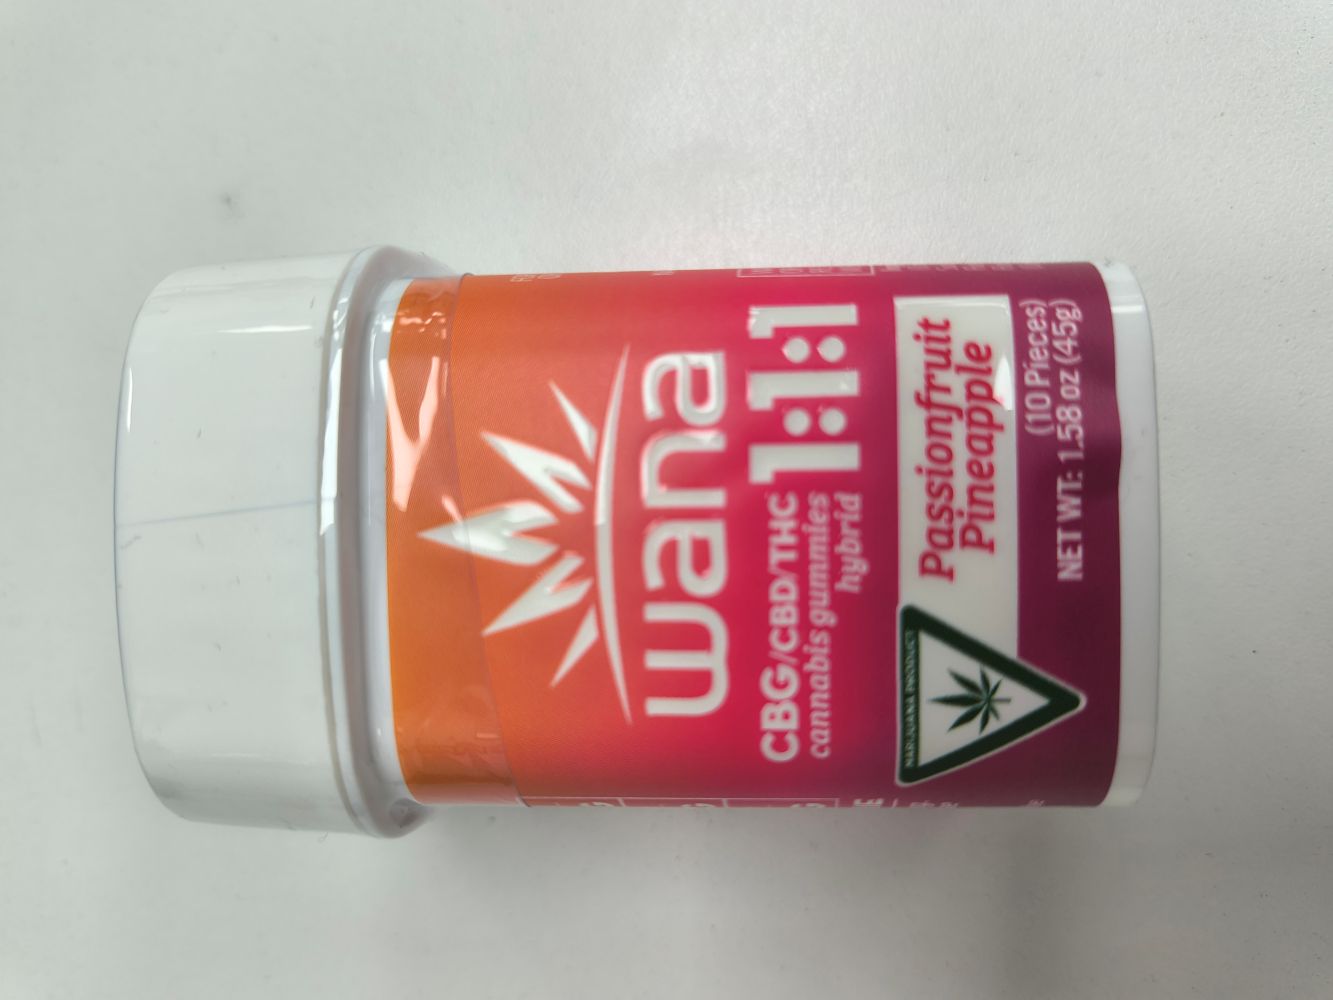 wana
CBG/CBD/THC
cannabis gummies
hybrid
1:1:1
Passionfruit
Pineapple
MARIJUANA PRODUCT
(10 Pieces)
NET WT: 1.58 oz (45g)